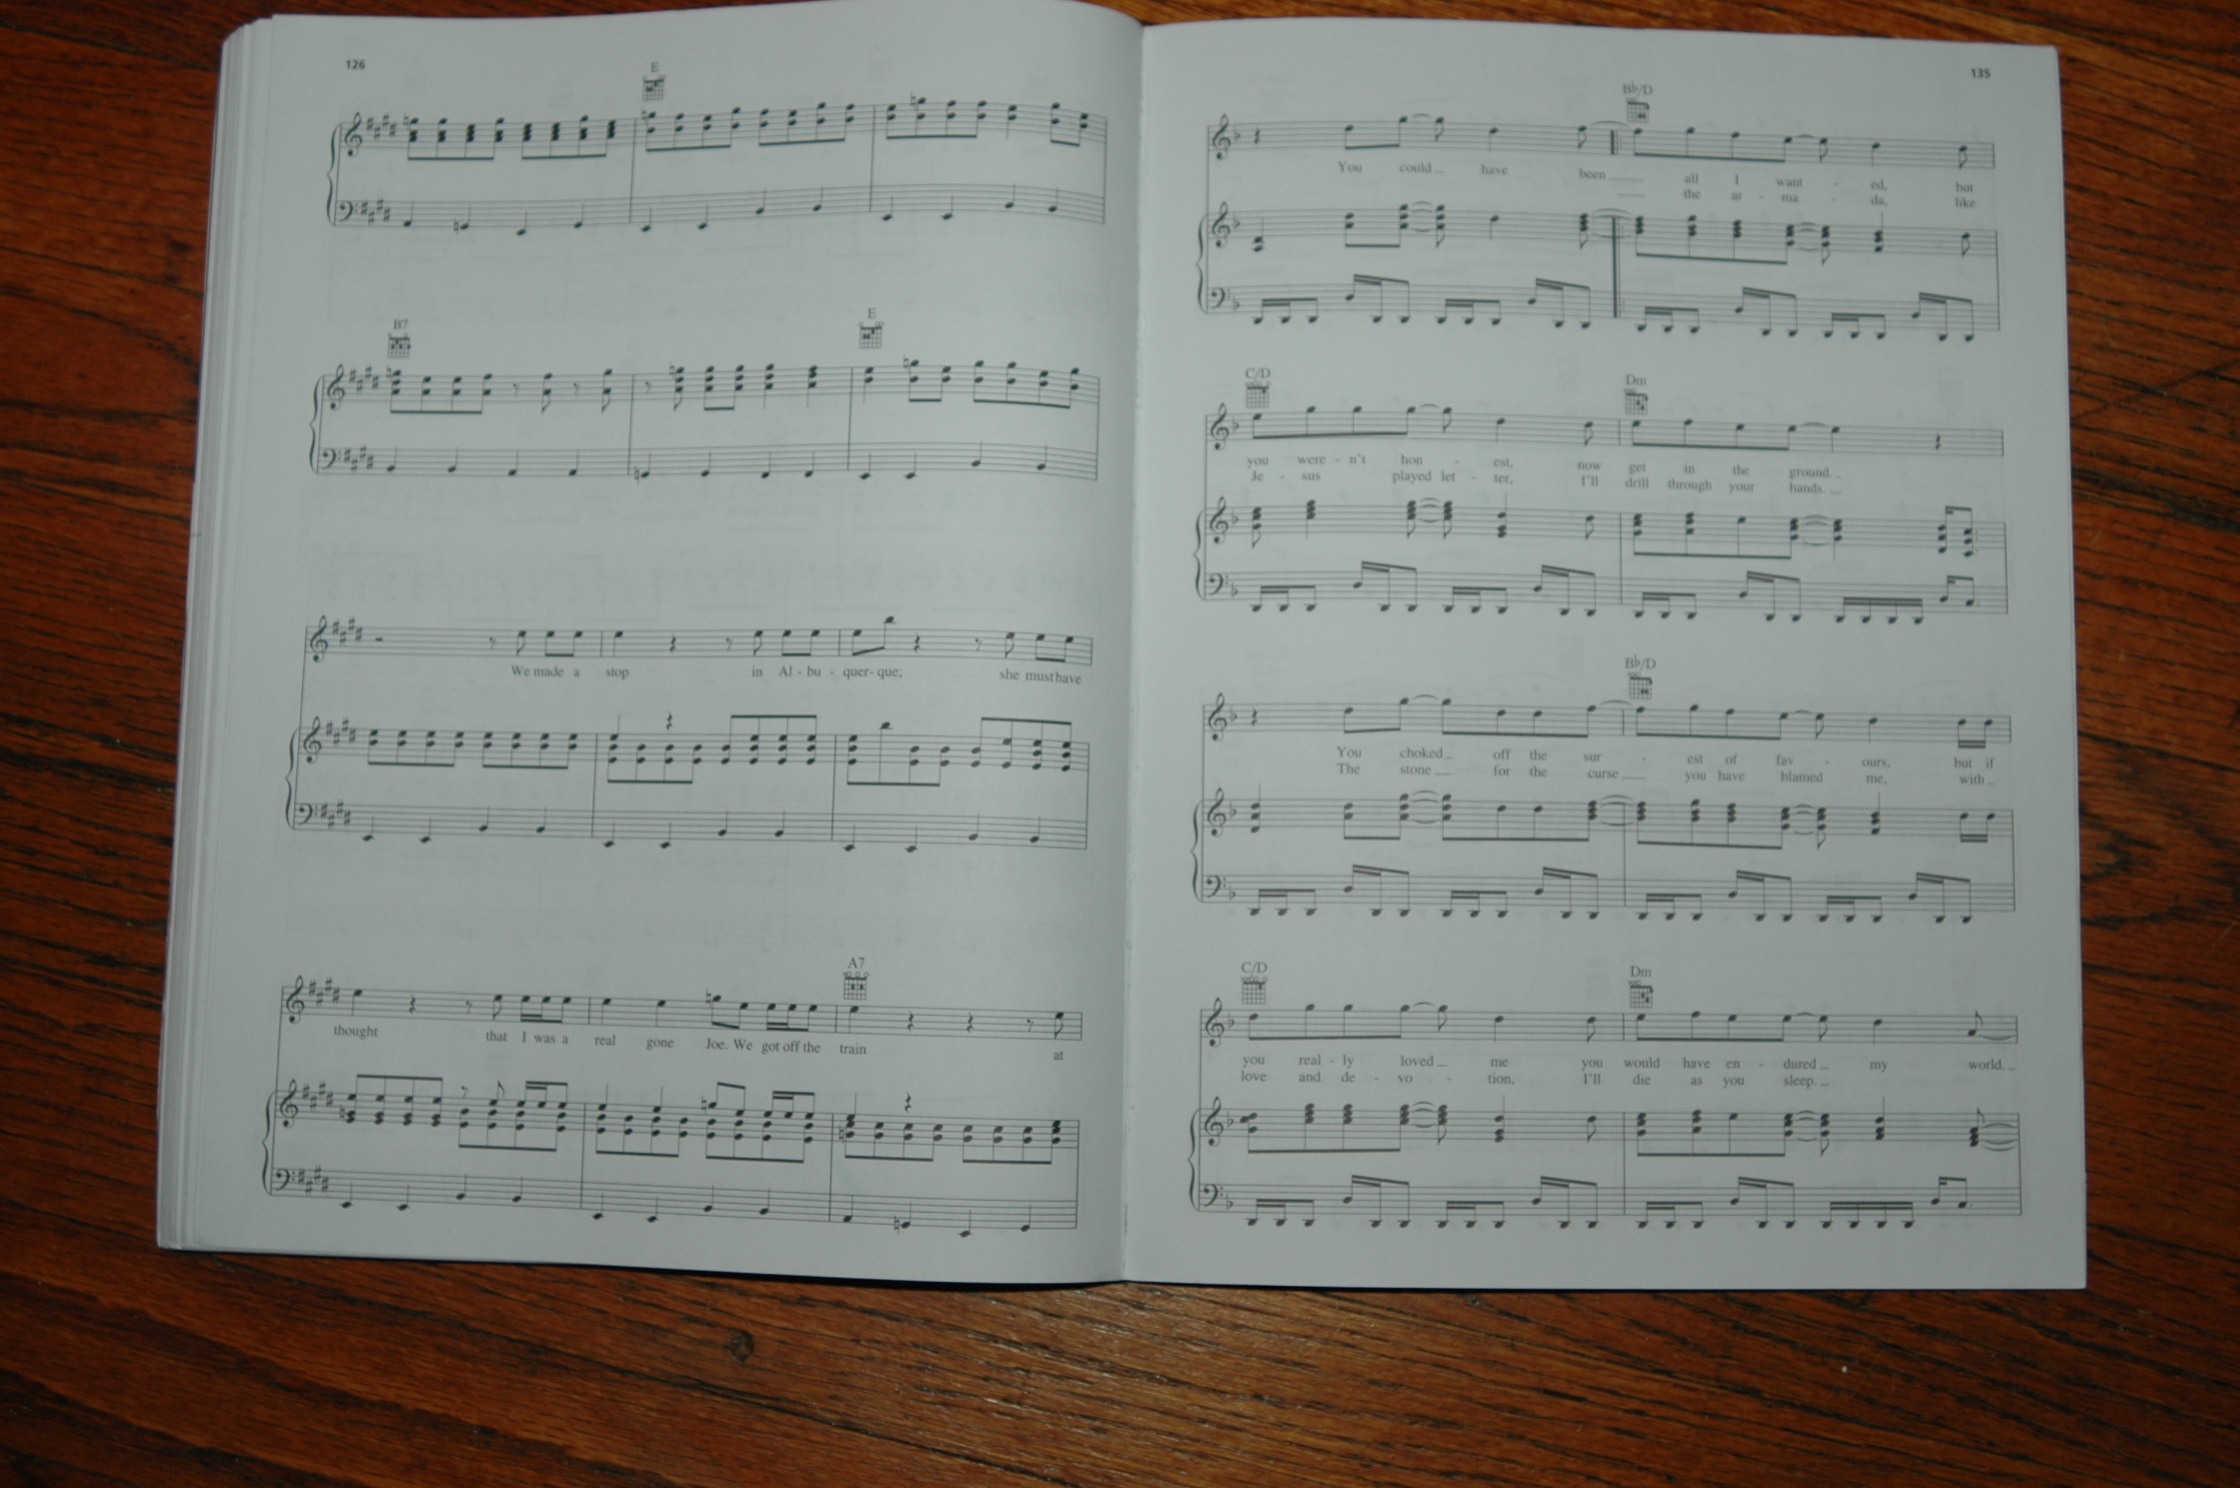 126
E
B7
E
We made a stop in Al - bu - quer - que; she must have
A7
thought that I was a real gone Joe. We got off the train at
135
B♭/D
You could _ have been all I want - ed, but
the ar - ma - da, like
C/D Dm
you were - n't hon - est, now get in the ground. _
Je - sus played let - ter, I'll drill through your hands. _
B♭/D
You choked _ off the sur - est of fav - ours, but if
The stone _ for the curse _ you have blamed me, with _
C/D Dm
you real - ly loved _ me you would have en - dured _ my world. _
love and de - vo - tion, I'll die as you sleep. _